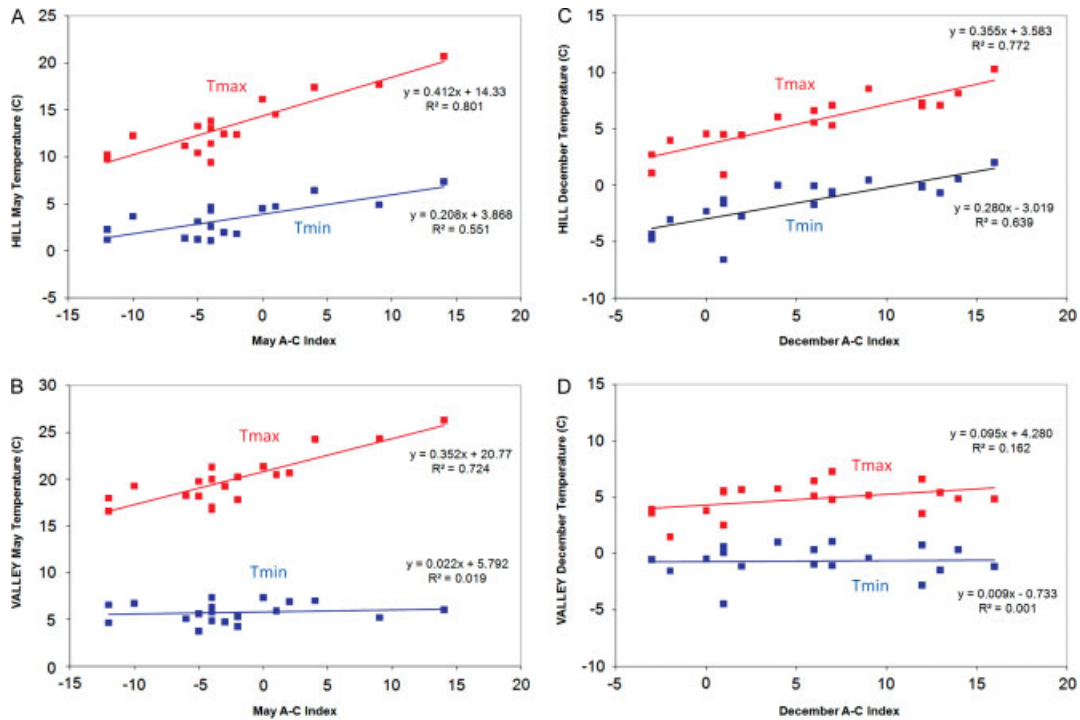 A
HILL May Temperature (C)
25
20
15
10
5
0
-5
Tmax
y = 0.412x + 14.33
R² = 0.801
Tmin
y = 0.208x + 3.868
R² = 0.551
-15 -10 -5 0 5 10 15 20
May A-C Index
C
HILL December Temperature (C)
15
10
5
0
-5
-10
y = 0.355x + 3.583
R² = 0.772
Tmax
Tmin
y = 0.280x - 3.019
R² = 0.639
-5 0 5 10 15 20
December A-C Index
B
VALLEY May Temperature (C)
30
25
20
15
10
5
0
Tmax
y = 0.352x + 20.77
R² = 0.724
Tmin
y = 0.022x + 5.792
R² = 0.019
-15 -10 -5 0 5 10 15 20
May A-C Index
D
VALLEY December Temperature (C)
15
10
5
0
-5
-10
y = 0.095x + 4.280
R² = 0.162
Tmax
Tmin
y = 0.009x - 0.733
R² = 0.001
-5 0 5 10 15 20
December A-C Index